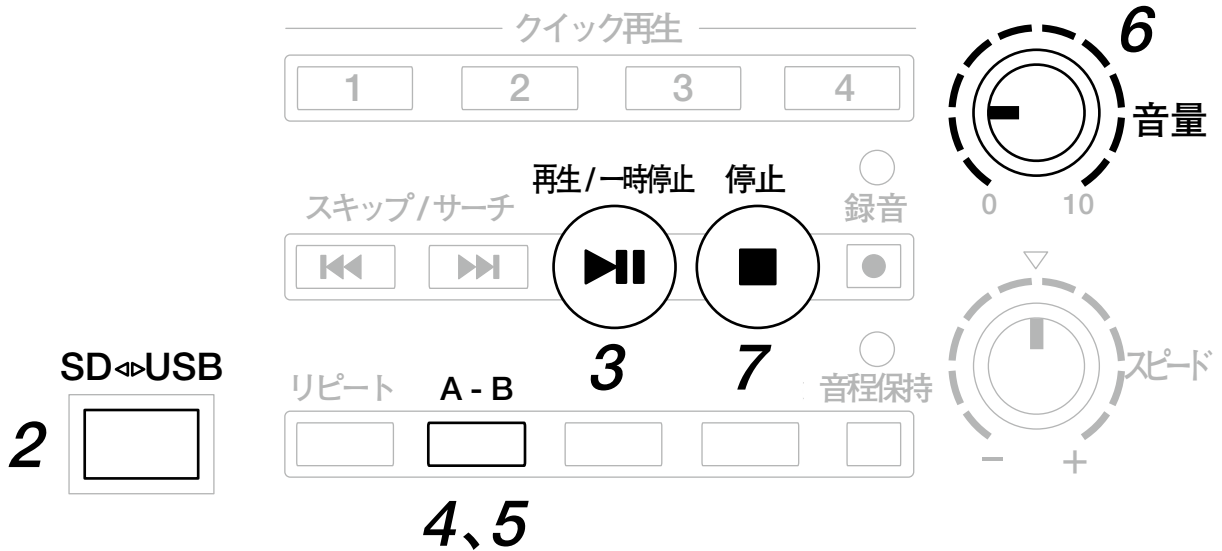 クイック再生
6
1 2 3 4
音量
再生/一時停止 停止
スキップ/サーチ 録音
0 10
SD◁▷USB
3 7
リピート A - B 音程保持
スピード
2
− +
4、5